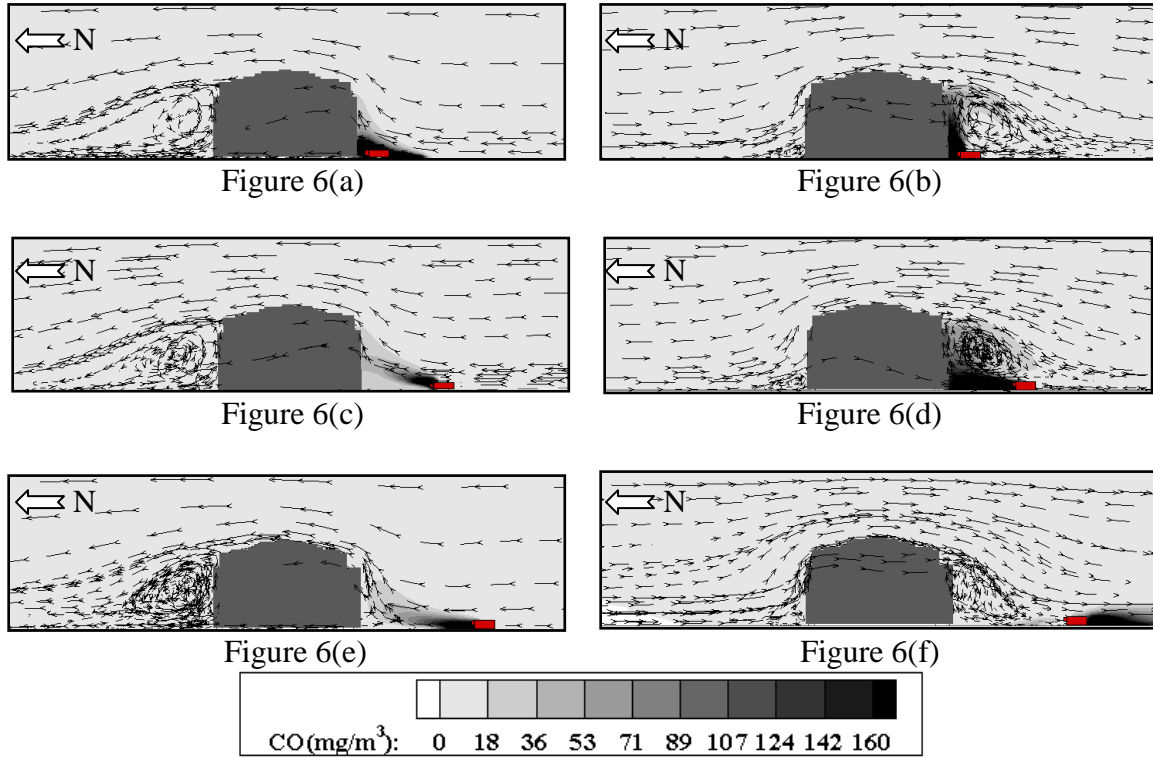 N N
Figure 6(a) Figure 6(b)
N N
Figure 6(c) Figure 6(d)
N N
Figure 6(e) Figure 6(f)
CO(mg/m³): 0 18 36 53 71 89 107 124 142 160